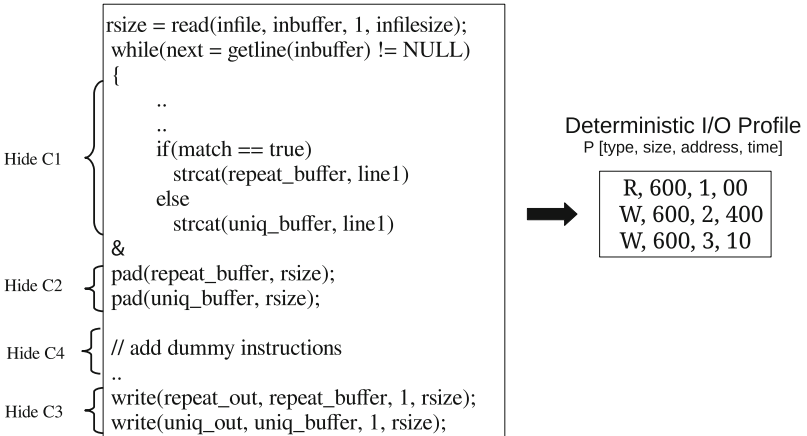 rsize = read(infile, inbuffer, 1, infilesize);
while(next = getline(inbuffer) != NULL)
{
..
..
Hide C1
if(match == true)
strcat(repeat_buffer, line1)
else
strcat(uniq_buffer, line1)
&
Hide C2
pad(repeat_buffer, rsize);
pad(uniq_buffer, rsize);
Hide C4
// add dummy instructions
..
Hide C3
write(repeat_out, repeat_buffer, 1, rsize);
write(uniq_out, uniq_buffer, 1, rsize);
Deterministic I/O Profile
P [type, size, address, time]
R, 600, 1, 00
W, 600, 2, 400
W, 600, 3, 10